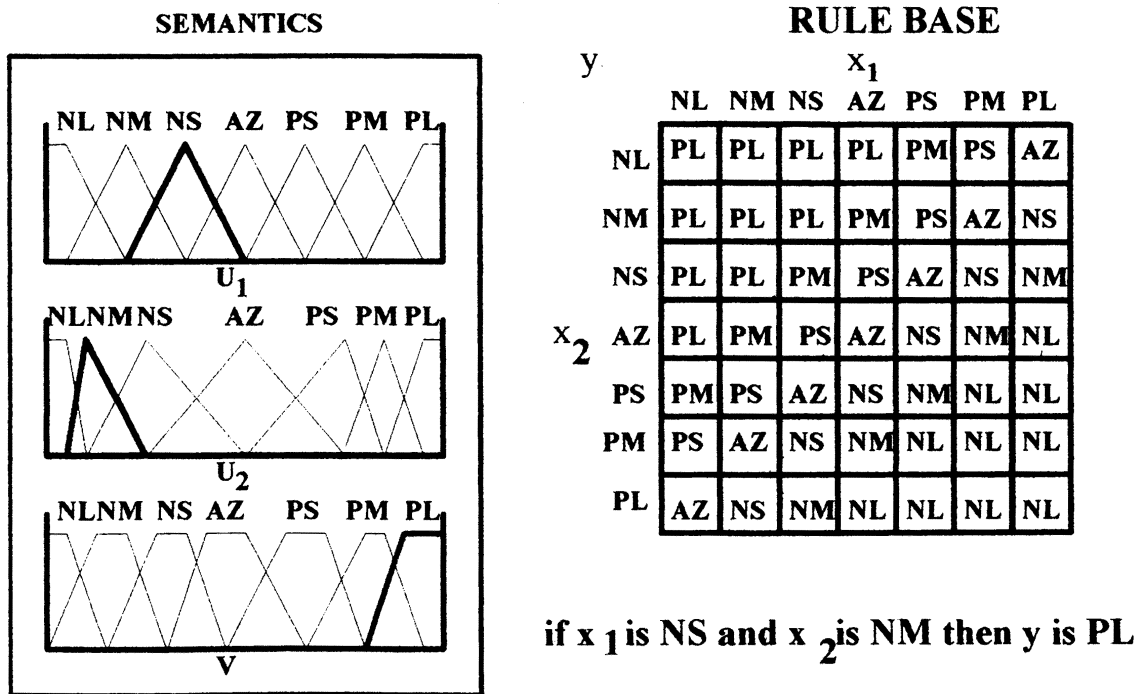 SEMANTICS
NL NM NS AZ PS PM PL
U1
NL NM NS AZ PS PM PL
U2
NL NM NS AZ PS PM PL
V
RULE BASE
y x1
NL NM NS AZ PS PM PL
NL PL PL PL PL PM PS AZ
NM PL PL PL PM PS AZ NS
NS PL PL PM PS AZ NS NM
x2 AZ PL PM PS AZ NS NM NL
PS PM PS AZ NS NM NL NL
PM PS AZ NS NM NL NL NL
PL AZ NS NM NL NL NL NL
if x1 is NS and x2 is NM then y is PL